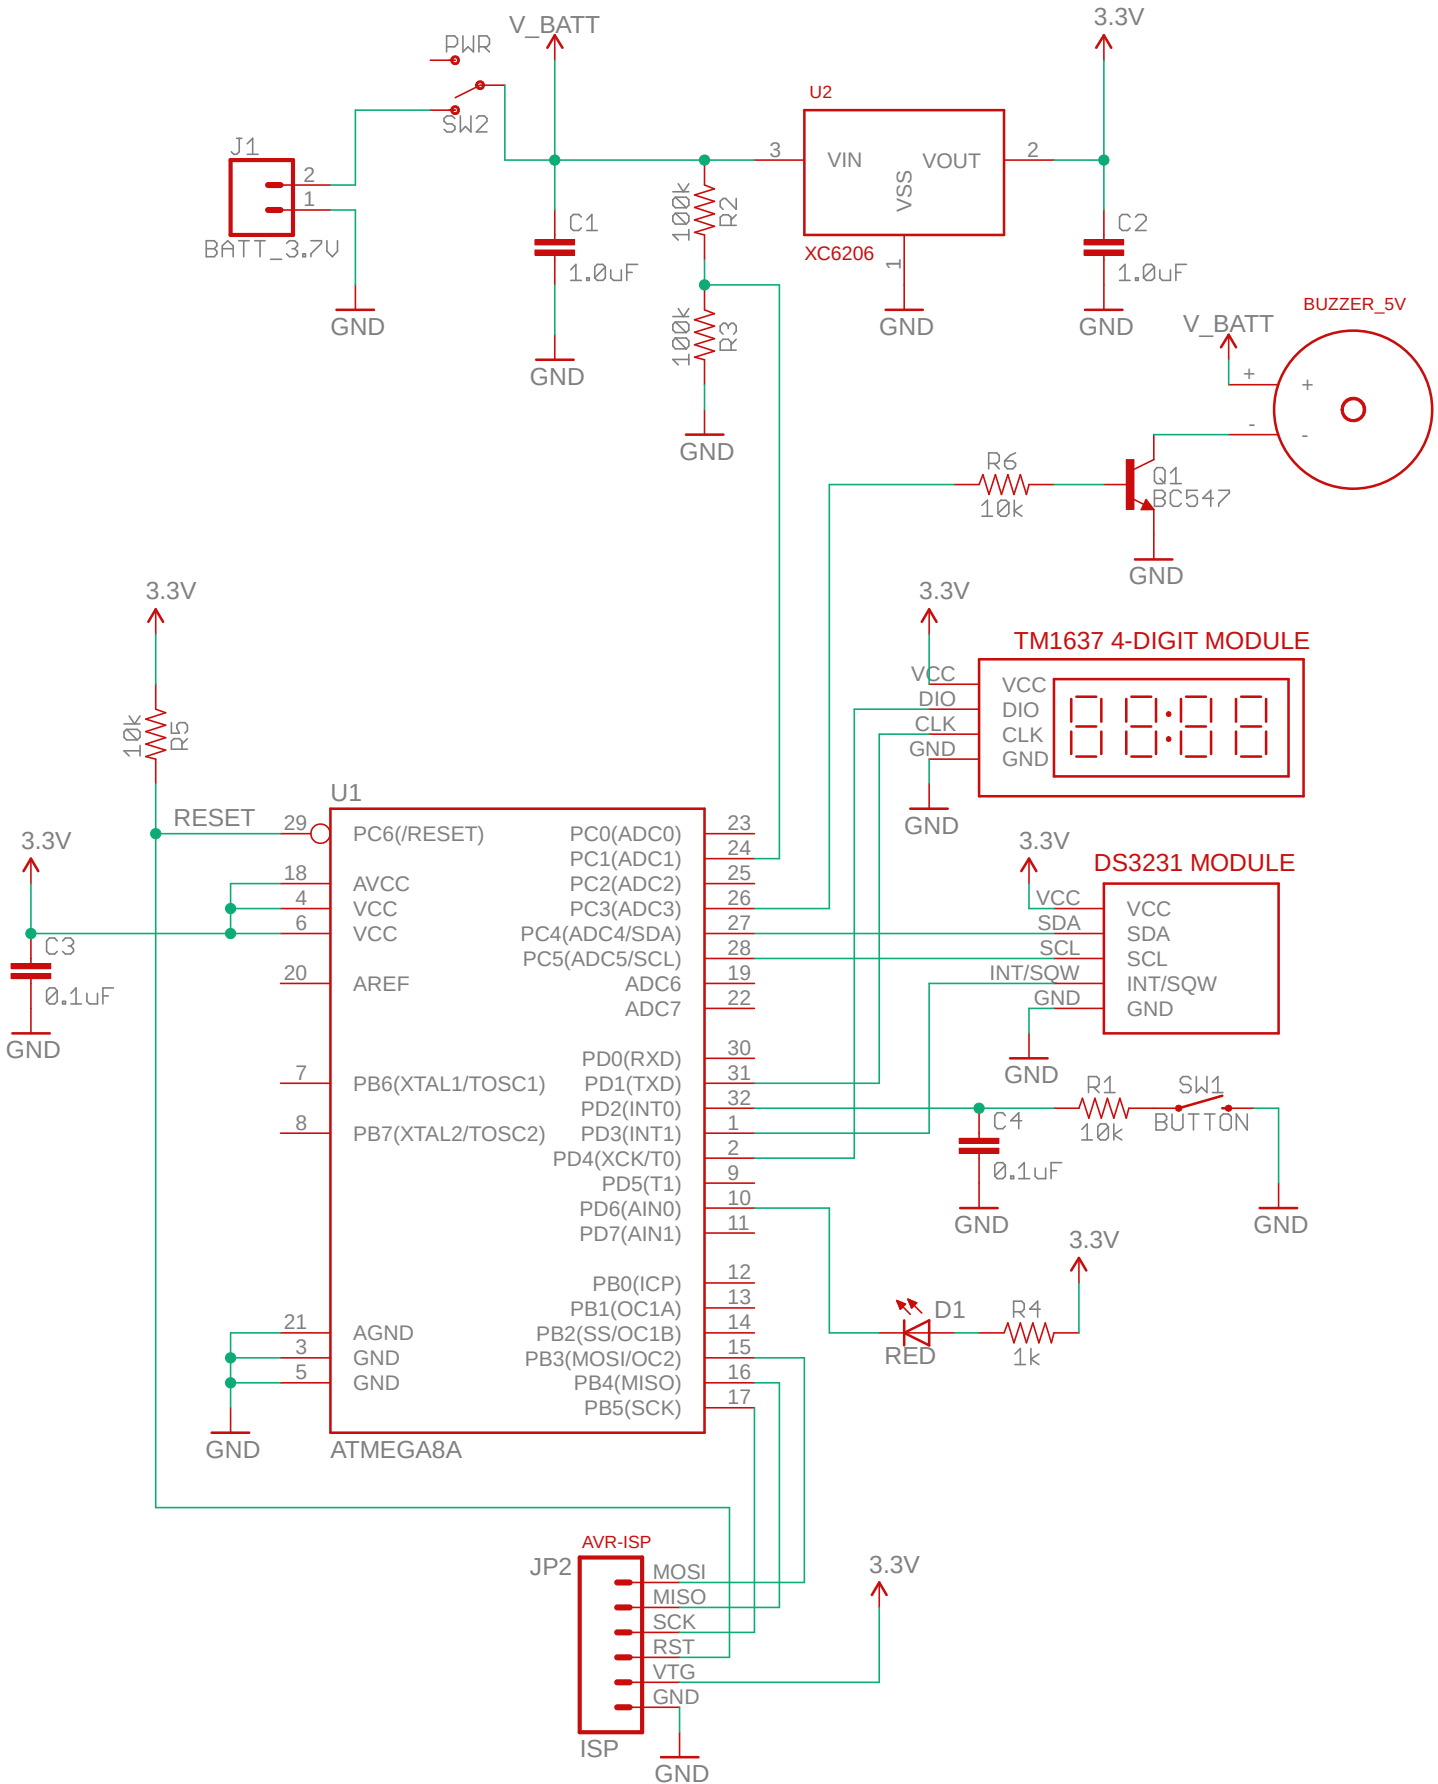 V_BATT
3.3V
PWR
SW2
U2
3 VIN VOUT 2
VSS
1
XC6206
J1
2
1
BATT_3.7V
GND
C1
1.0uF
GND
100k R2
100k R3
GND
GND
C2
1.0uF
GND
BUZZER_5V
V_BATT
+ +
- -
R6
10k
Q1
BC547
GND
3.3V
10k R5
RESET
3.3V
TM1637 4-DIGIT MODULE
VCC VCC
DIO DIO
CLK CLK
GND GND
GND
3.3V
DS3231 MODULE
VCC VCC
SDA SDA
SCL SCL
INT/SQW INT/SQW
GND GND
GND
3.3V
C3
0.1uF
GND
U1
29 PC6(/RESET) PC0(ADC0) 23
PC1(ADC1) 24
18 AVCC PC2(ADC2) 25
4 VCC PC3(ADC3) 26
6 VCC PC4(ADC4/SDA) 27
PC5(ADC5/SCL) 28
20 AREF ADC6 19
ADC7 22
PD0(RXD) 30
7 PB6(XTAL1/TOSC1) PD1(TXD) 31
PD2(INT0) 32
8 PB7(XTAL2/TOSC2) PD3(INT1) 1
PD4(XCK/T0) 2
PD5(T1) 9
PD6(AIN0) 10
PD7(AIN1) 11
PB0(ICP) 12
PB1(OC1A) 13
21 AGND PB2(SS/OC1B) 14
3 GND PB3(MOSI/OC2) 15
5 GND PB4(MISO) 16
PB5(SCK) 17
GND
ATMEGA8A
R1
10k
SW1
BUTTON
C4
0.1uF
GND
GND
3.3V
D1
RED
R4
1k
AVR-ISP
JP2
MOSI
MISO
SCK
RST
VTG
GND
ISP
GND
3.3V